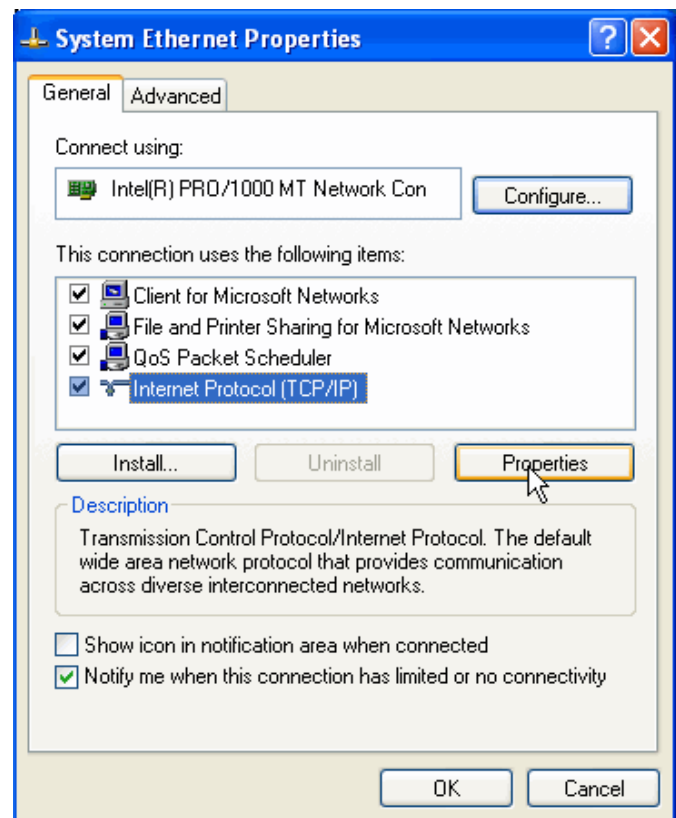 System Ethernet Properties
General
Advanced
Connect using:
Intel(R) PRO/1000 MT Network Con
Configure...
This connection uses the following items:
Client for Microsoft Networks
File and Printer Sharing for Microsoft Networks
QoS Packet Scheduler
Internet Protocol (TCP/IP)
Install...
Uninstall
Properties
Description
Transmission Control Protocol/Internet Protocol. The default
wide area network protocol that provides communication
across diverse interconnected networks.
Show icon in notification area when connected
Notify me when this connection has limited or no connectivity
OK
Cancel